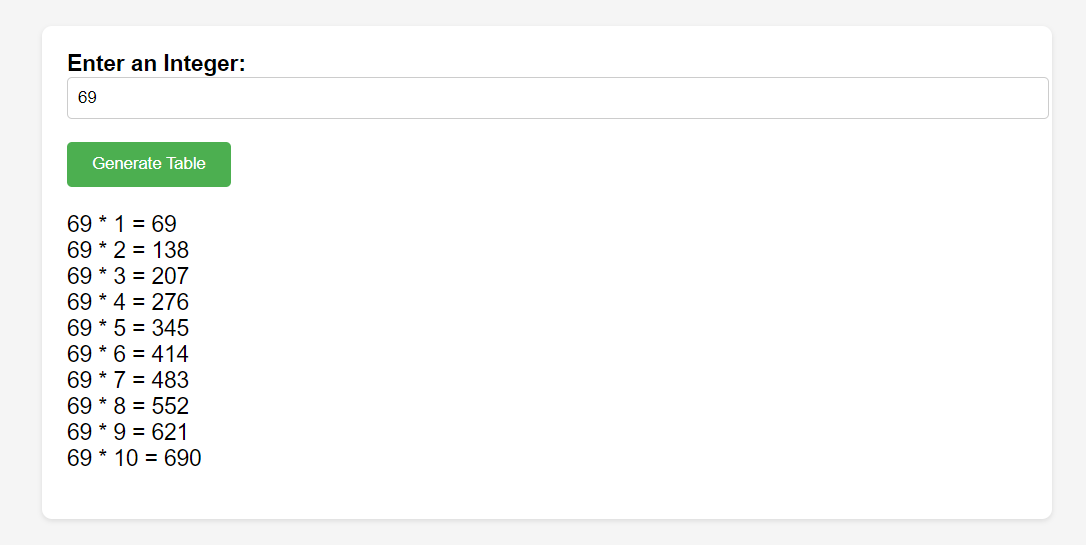 Enter an Integer:
69
Generate Table
69 * 1 = 69
69 * 2 = 138
69 * 3 = 207
69 * 4 = 276
69 * 5 = 345
69 * 6 = 414
69 * 7 = 483
69 * 8 = 552
69 * 9 = 621
69 * 10 = 690